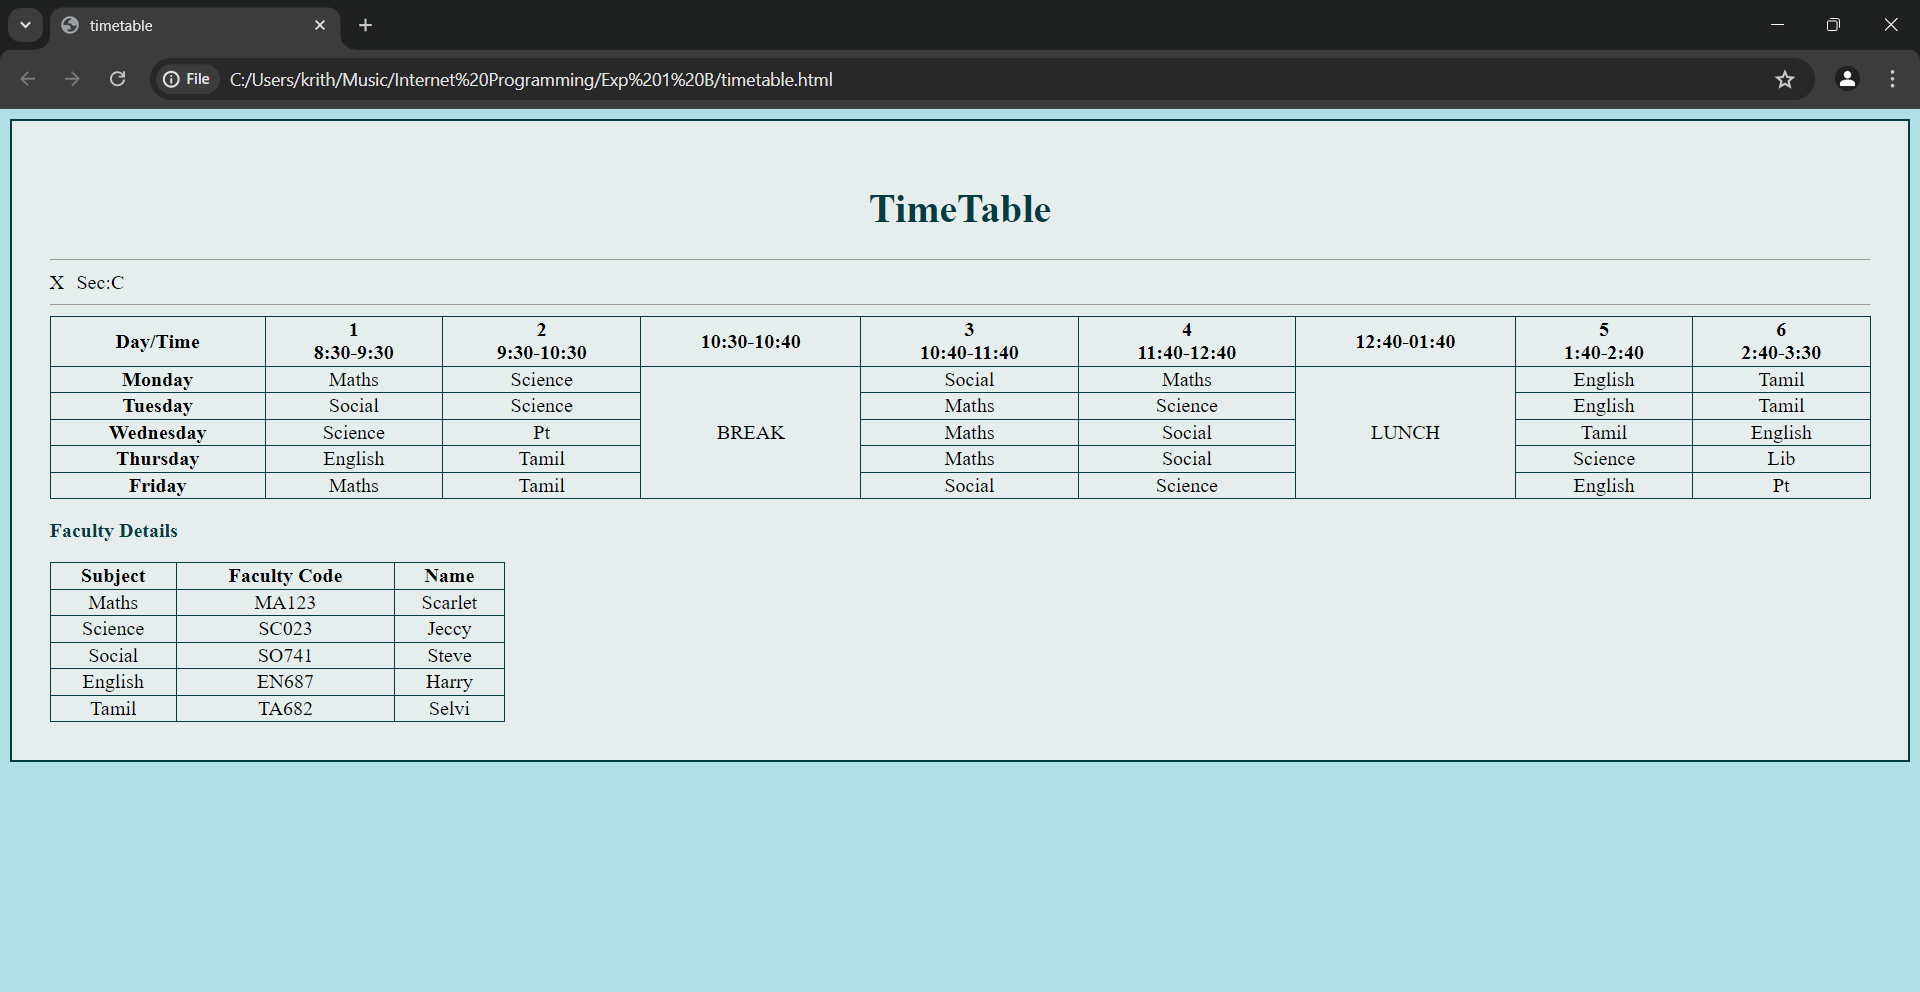 timetable
File C:/Users/krith/Music/Internet%20Programming/Exp%201%20B/timetable.html
TimeTable
X Sec:C
Day/Time 1 8:30-9:30 2 9:30-10:30 10:30-10:40 3 10:40-11:40 4 11:40-12:40 12:40-01:40 5 1:40-2:40 6 2:40-3:30
Monday Maths Science BREAK Social Maths LUNCH English Tamil
Tuesday Social Science Maths Science English Tamil
Wednesday Science Pt Maths Social Tamil English
Thursday English Tamil Maths Social Science Lib
Friday Maths Tamil Social Science English Pt
Faculty Details
Subject Faculty Code Name
Maths MA123 Scarlet
Science SC023 Jeccy
Social SO741 Steve
English EN687 Harry
Tamil TA682 Selvi